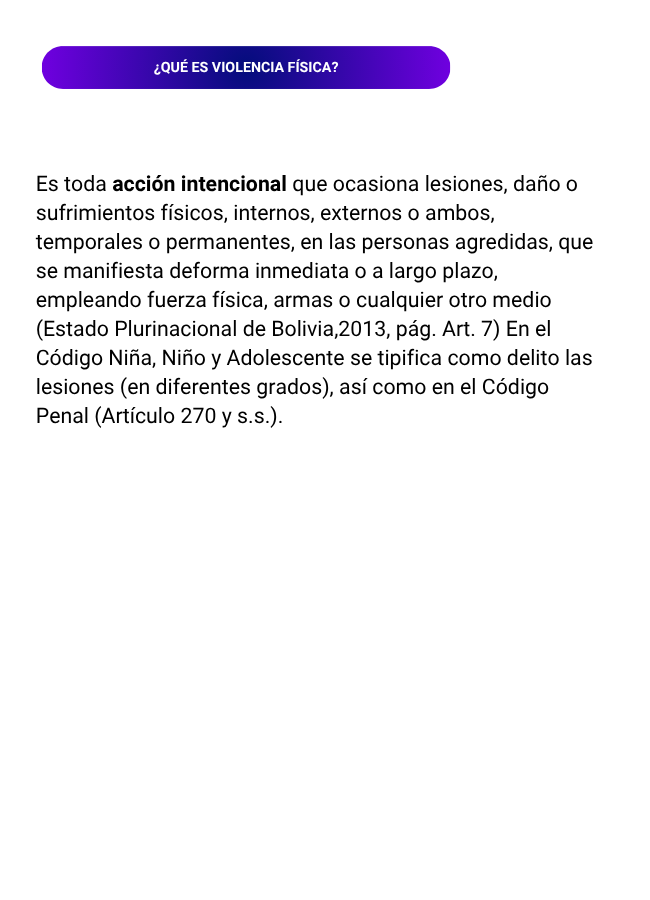 ¿QUÉ ES VIOLENCIA FÍSICA?
Es toda acción intencional que ocasiona lesiones, daño o
sufrimientos físicos, internos, externos o ambos,
temporales o permanentes, en las personas agredidas, que
se manifiesta deforma inmediata o a largo plazo,
empleando fuerza física, armas o cualquier otro medio
(Estado Plurinacional de Bolivia,2013, pág. Art. 7) En el
Código Niña, Niño y Adolescente se tipifica como delito las
lesiones (en diferentes grados), así como en el Código
Penal (Artículo 270 y s.s.).